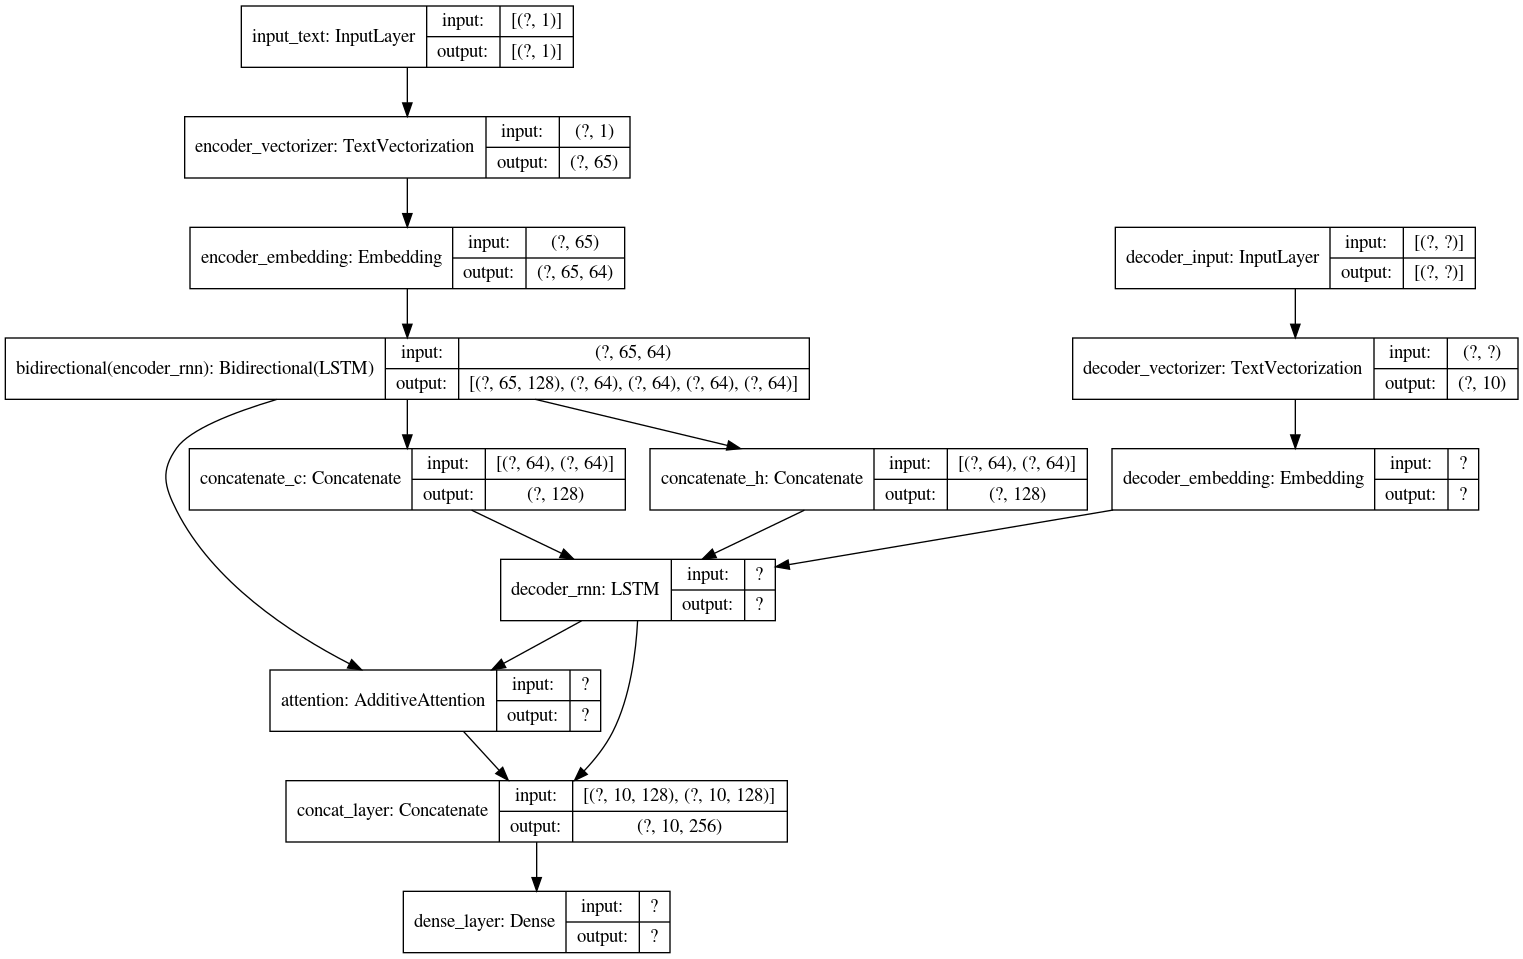 input_text: InputLayer
input:
[(?, 1)]
output:
[(?, 1)]
encoder_vectorizer: TextVectorization
input:
(?, 1)
output:
(?, 65)
encoder_embedding: Embedding
input:
(?, 65)
output:
(?, 65, 64)
decoder_input: InputLayer
input:
[(?, ?)]
output:
[(?, ?)]
bidirectional(encoder_rnn): Bidirectional(LSTM)
input:
(?, 65, 64)
output:
[(?, 65, 128), (?, 64), (?, 64), (?, 64), (?, 64)]
decoder_vectorizer: TextVectorization
input:
(?, ?)
output:
(?, 10)
concatenate_c: Concatenate
input:
[(?, 64), (?, 64)]
output:
(?, 128)
concatenate_h: Concatenate
input:
[(?, 64), (?, 64)]
output:
(?, 128)
decoder_embedding: Embedding
input:
?
output:
?
decoder_rnn: LSTM
input:
?
output:
?
attention: AdditiveAttention
input:
?
output:
?
concat_layer: Concatenate
input:
[(?, 10, 128), (?, 10, 128)]
output:
(?, 10, 256)
dense_layer: Dense
input:
?
output:
?